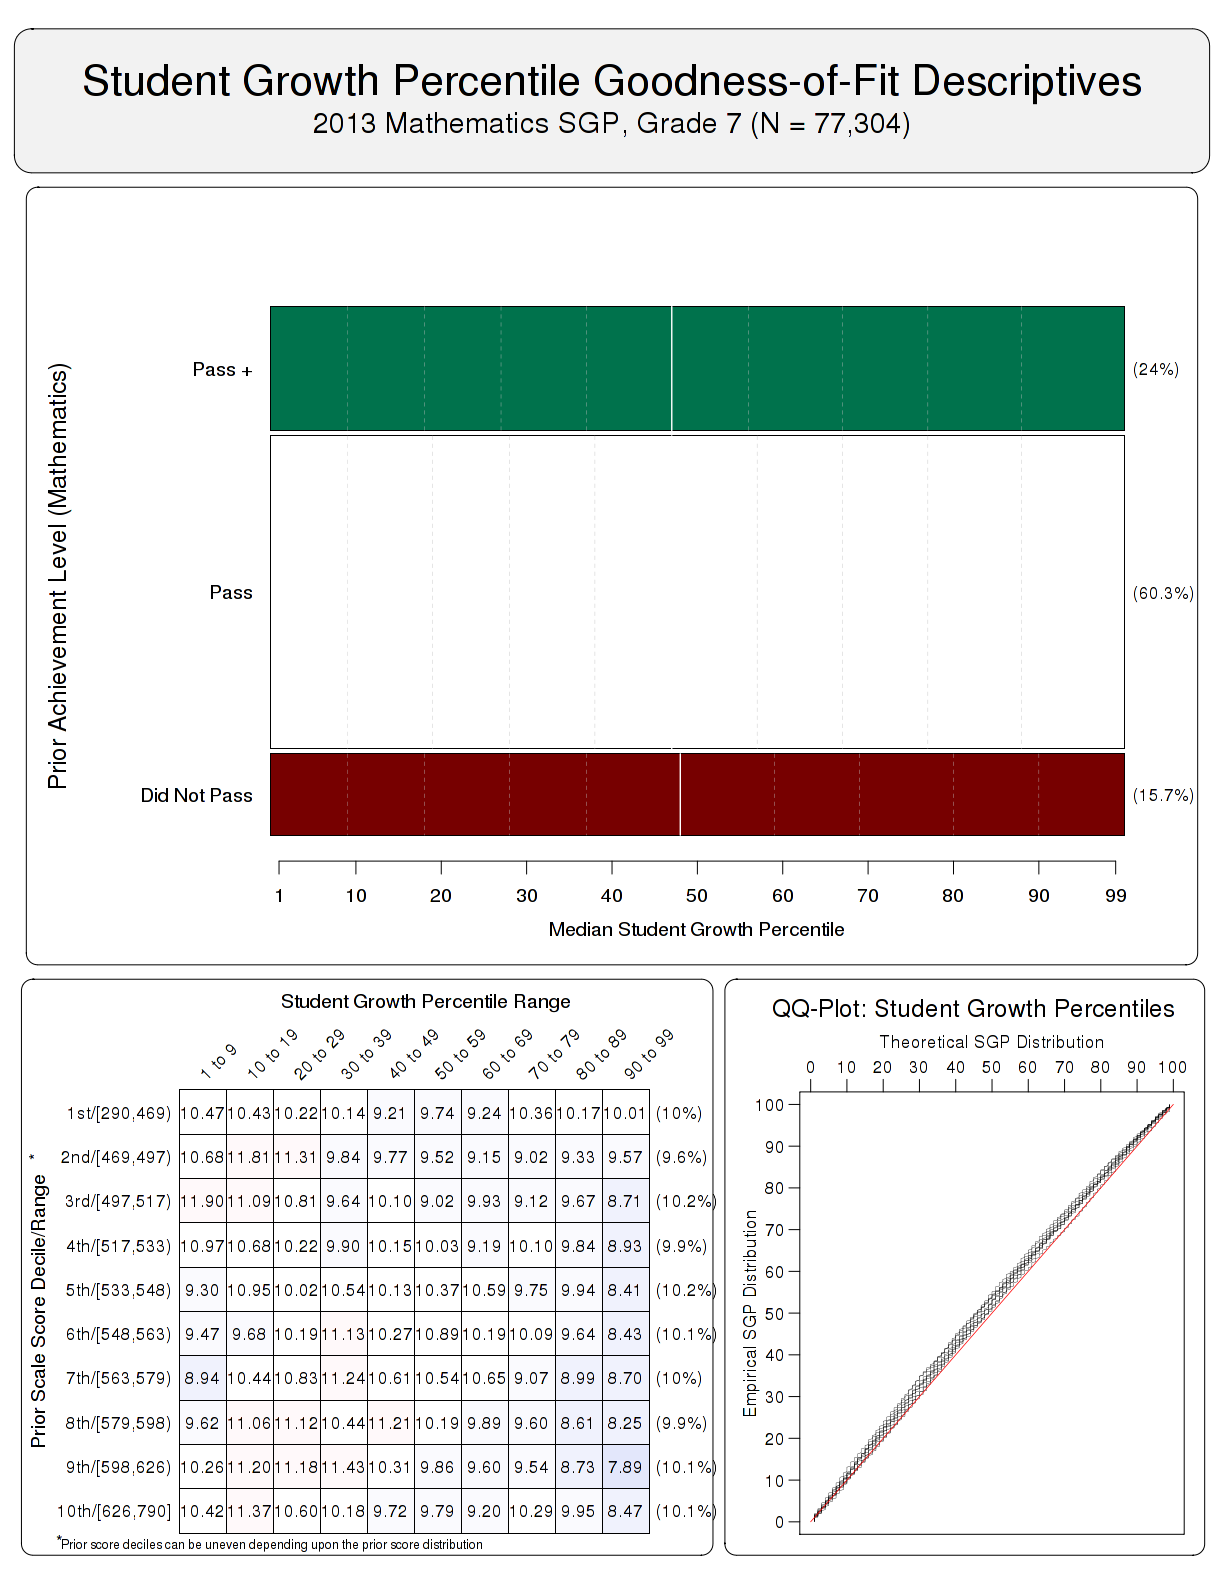 Student Growth Percentile Goodness-of-Fit Descriptives
2013 Mathematics SGP, Grade 7 (N = 77,304)
Prior Achievement Level (Mathematics)
Pass + (24%)
Pass (60.3%)
Did Not Pass (15.7%)
1 10 20 30 40 50 60 70 80 90 99
Median Student Growth Percentile
Student Growth Percentile Range
1 to 9 10 to 19 20 to 29 30 to 39 40 to 49 50 to 59 60 to 69 70 to 79 80 to 89 90 to 99
Prior Scale Score Decile/Range *
1st/[290,469) 10.47 10.43 10.22 10.14 9.21 9.74 9.24 10.36 10.17 10.01 (10%)
2nd/[469,497) 10.68 11.81 11.31 9.84 9.77 9.52 9.15 9.02 9.33 9.57 (9.6%)
3rd/[497,517) 11.90 11.09 10.81 9.64 10.10 9.02 9.93 9.12 9.67 8.71 (10.2%)
4th/[517,533) 10.97 10.68 10.22 9.90 10.15 10.03 9.19 10.10 9.84 8.93 (9.9%)
5th/[533,548) 9.30 10.95 10.02 10.54 10.13 10.37 10.59 9.75 9.94 8.41 (10.2%)
6th/[548,563) 9.47 9.68 10.19 11.13 10.27 10.89 10.19 10.09 9.64 8.43 (10.1%)
7th/[563,579) 8.94 10.44 10.83 11.24 10.61 10.54 10.65 9.07 8.99 8.70 (10%)
8th/[579,598) 9.62 11.06 11.12 10.44 11.21 10.19 9.89 9.60 8.61 8.25 (9.9%)
9th/[598,626) 10.26 11.20 11.18 11.43 10.31 9.86 9.60 9.54 8.73 7.89 (10.1%)
10th/[626,790] 10.42 11.37 10.60 10.18 9.72 9.79 9.20 10.29 9.95 8.47 (10.1%)
*Prior score deciles can be uneven depending upon the prior score distribution
QQ-Plot: Student Growth Percentiles
Theoretical SGP Distribution
0 10 20 30 40 50 60 70 80 90 100
Empirical SGP Distribution
100
90
80
70
60
50
40
30
20
10
0